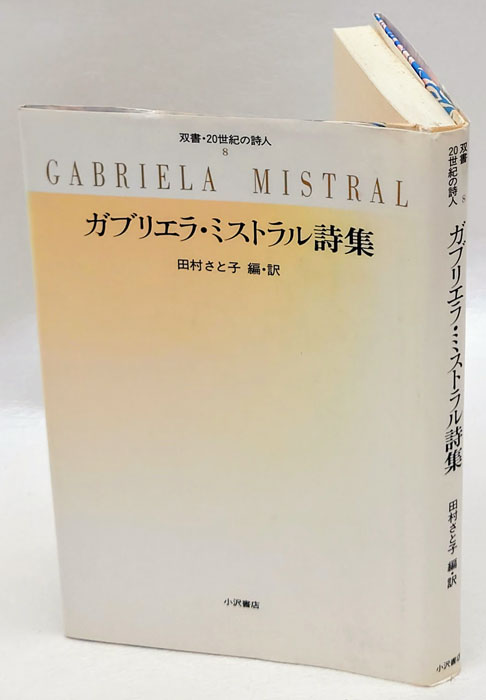 双書・20世紀の詩人
8
GABRIELA MISTRAL
ガブリエラ・ミストラル詩集
田村さと子 編・訳
小沢書店
双書
20世紀の詩人
8
ガブリエラ・ミストラル詩集
田村さと子 編・訳
小沢書店